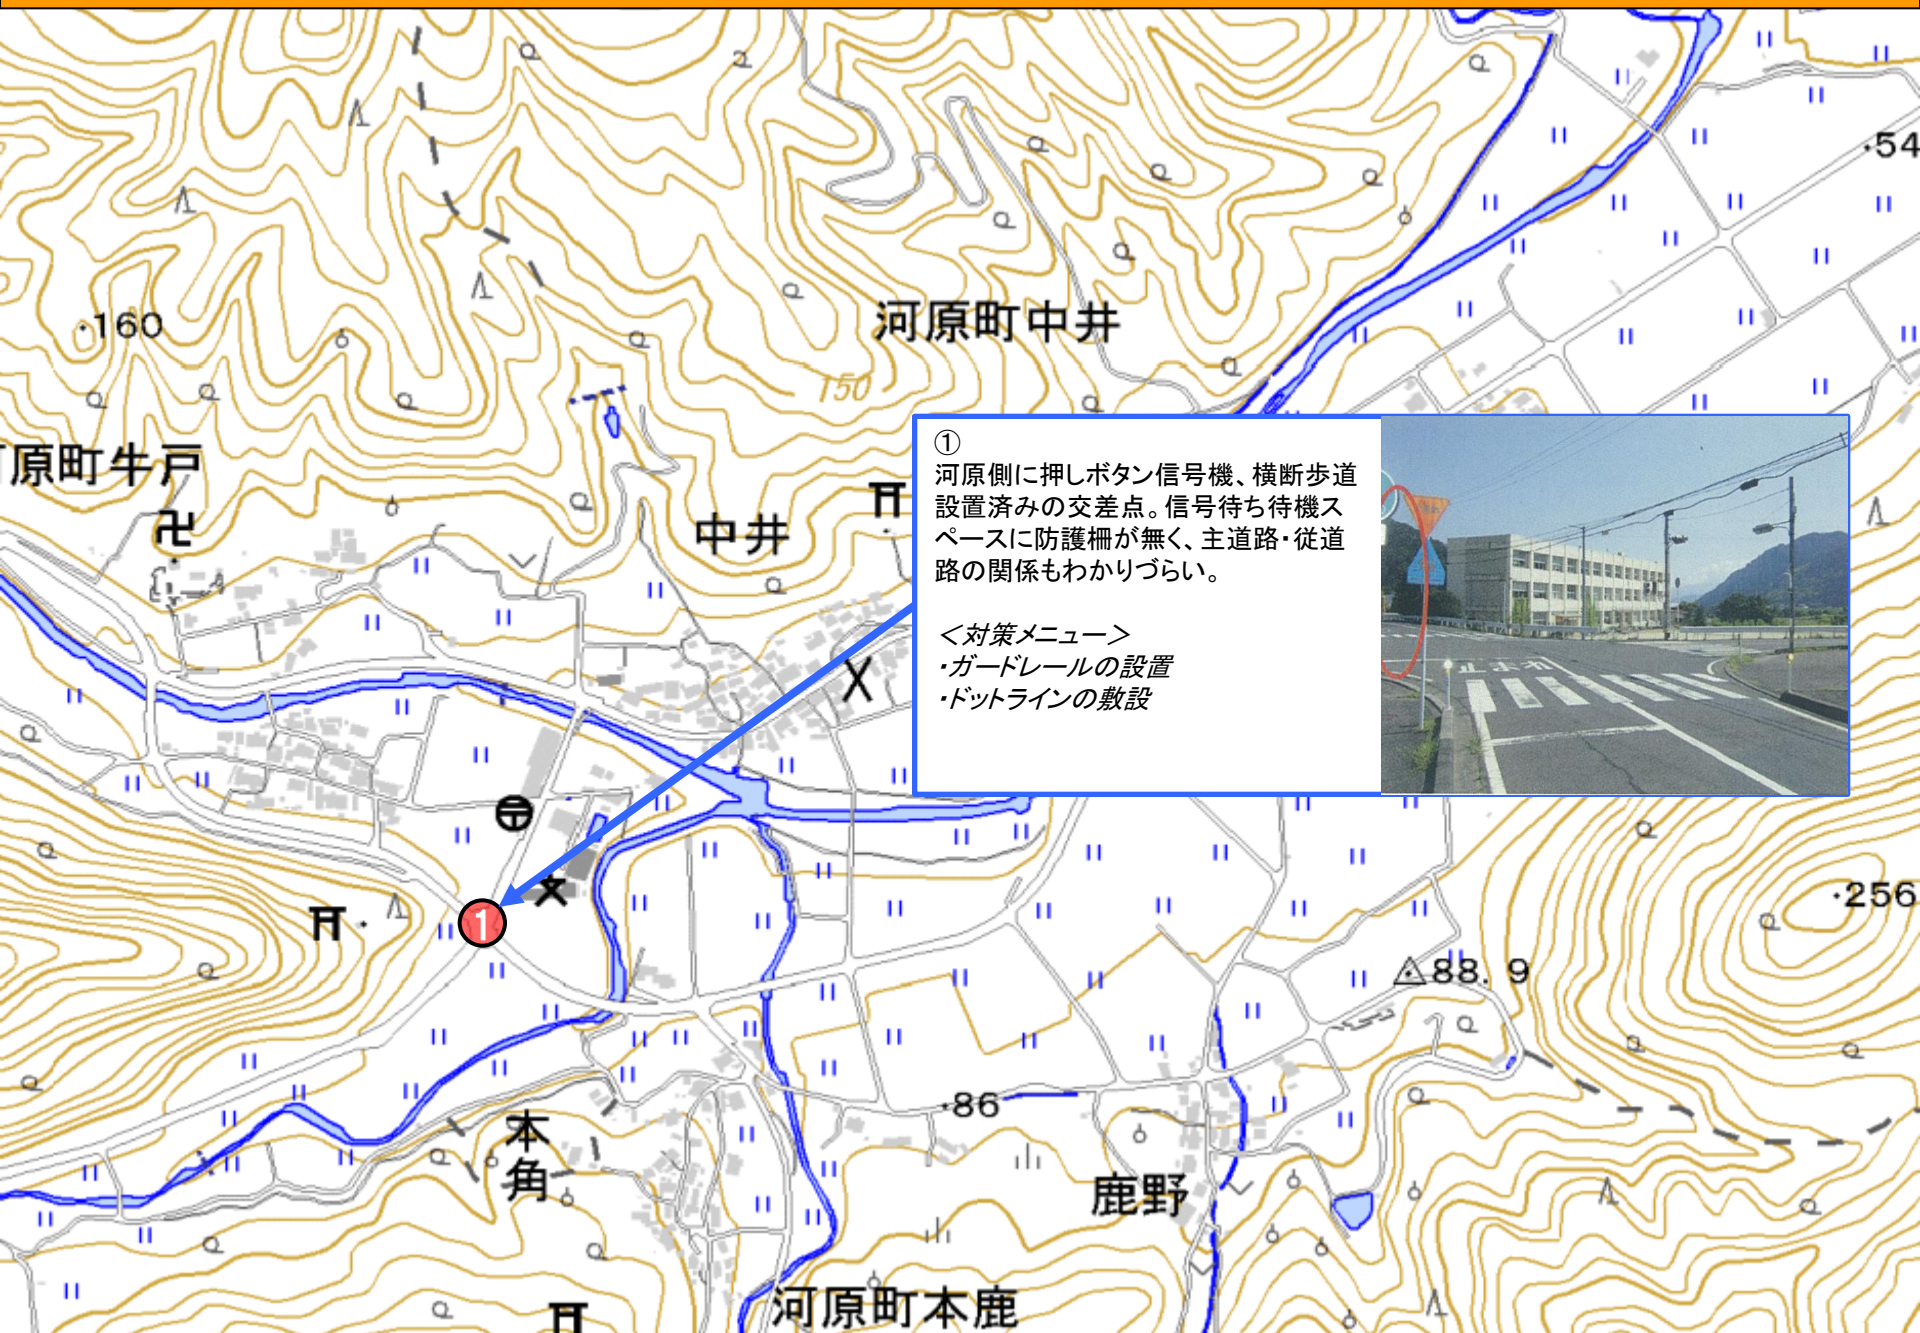 ・54
河原町中井
・160
150
原町牛戸
中井
①
河原側に押しボタン信号機、横断歩道
設置済みの交差点。信号待ち待機ス
ペースに防護柵が無く、主道路・従道
路の関係もわかりづらい。
＜対策メニュー＞
・ガードレールの設置
・ドットラインの敷設
止まれ
1
・256
88.9
・86
本角
鹿野
河原町本鹿